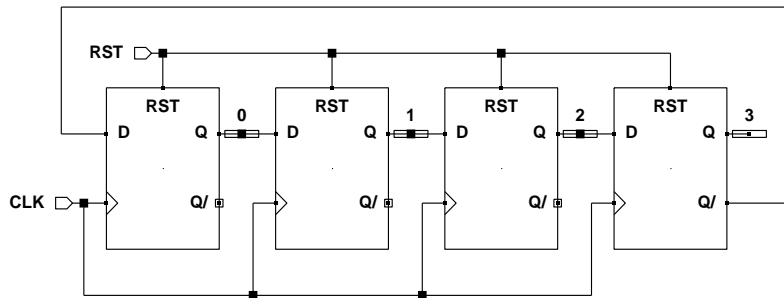 RST
RST RST RST RST
0 1 2 3
D Q D Q D Q D Q
CLK Q/ Q/ Q/ Q/